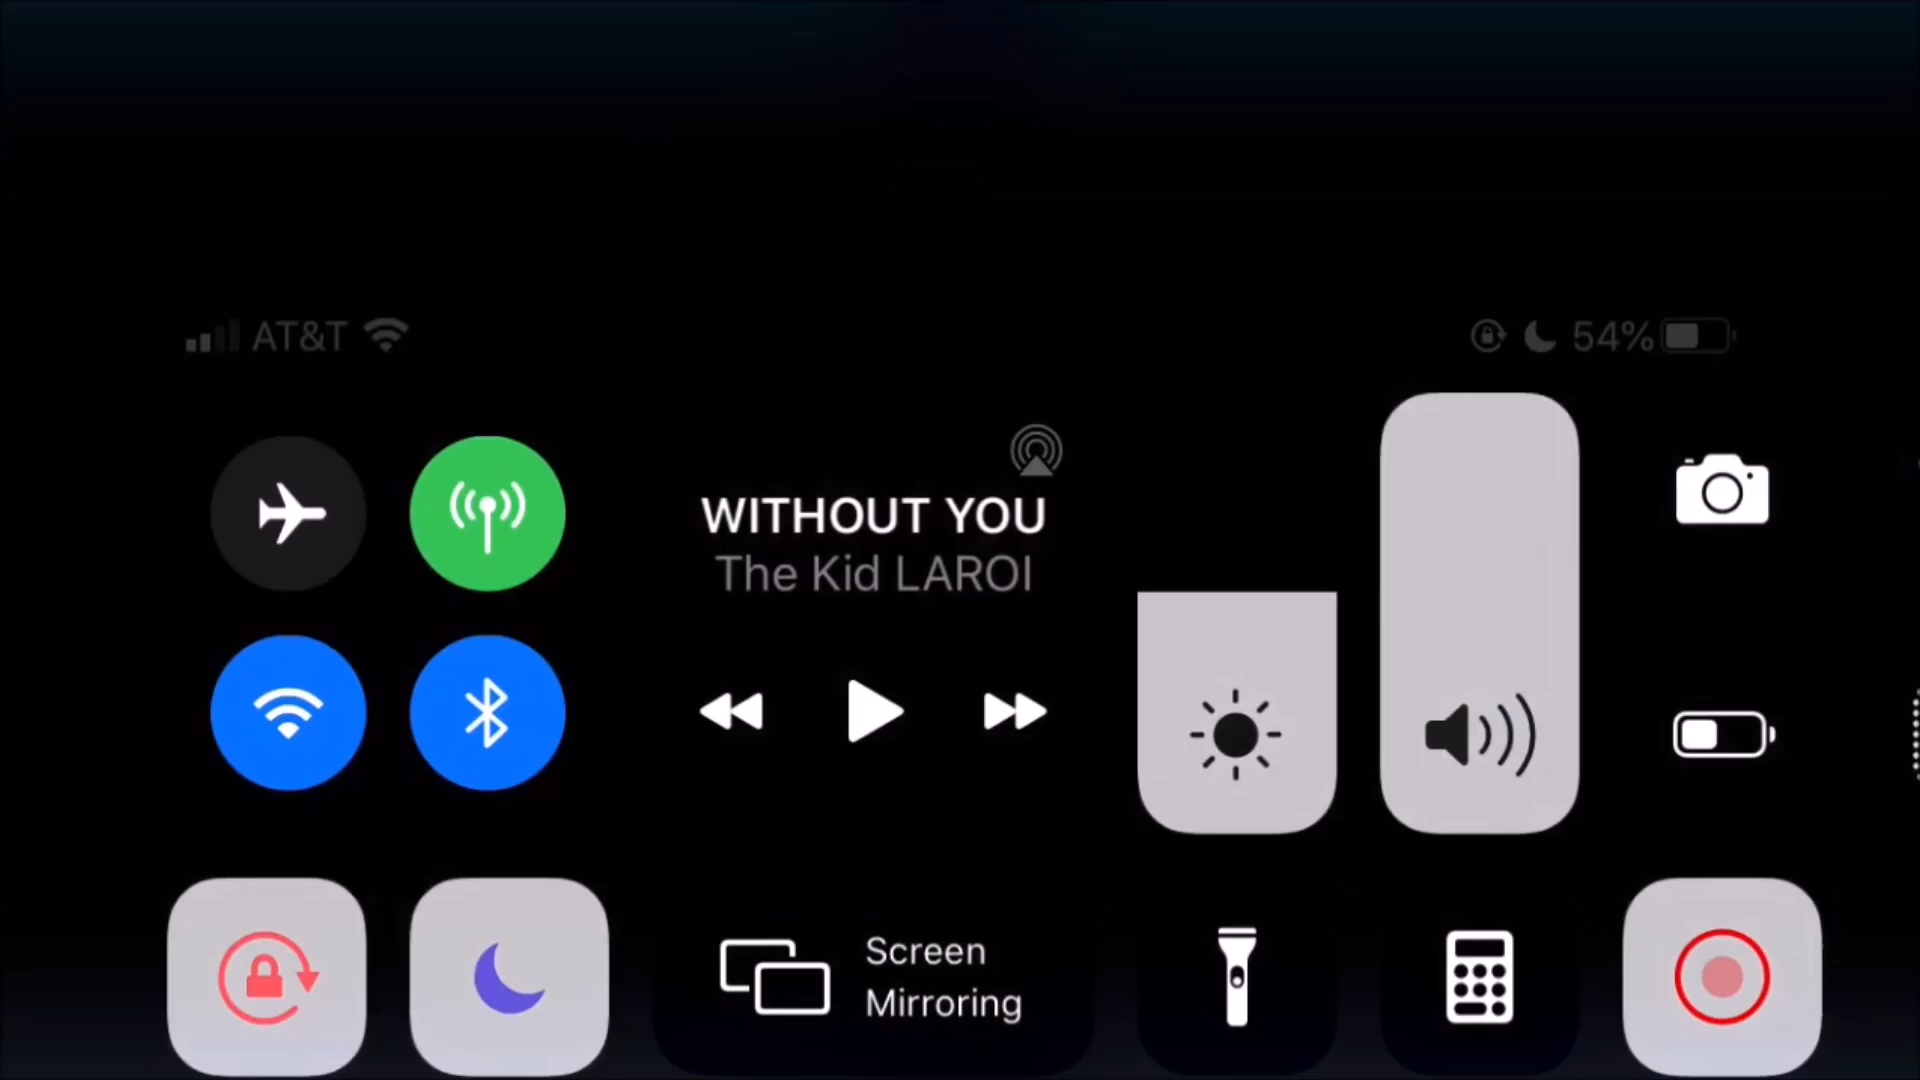 AT&T
54%
WITHOUT YOU
The Kid LAROI
Screen
Mirroring